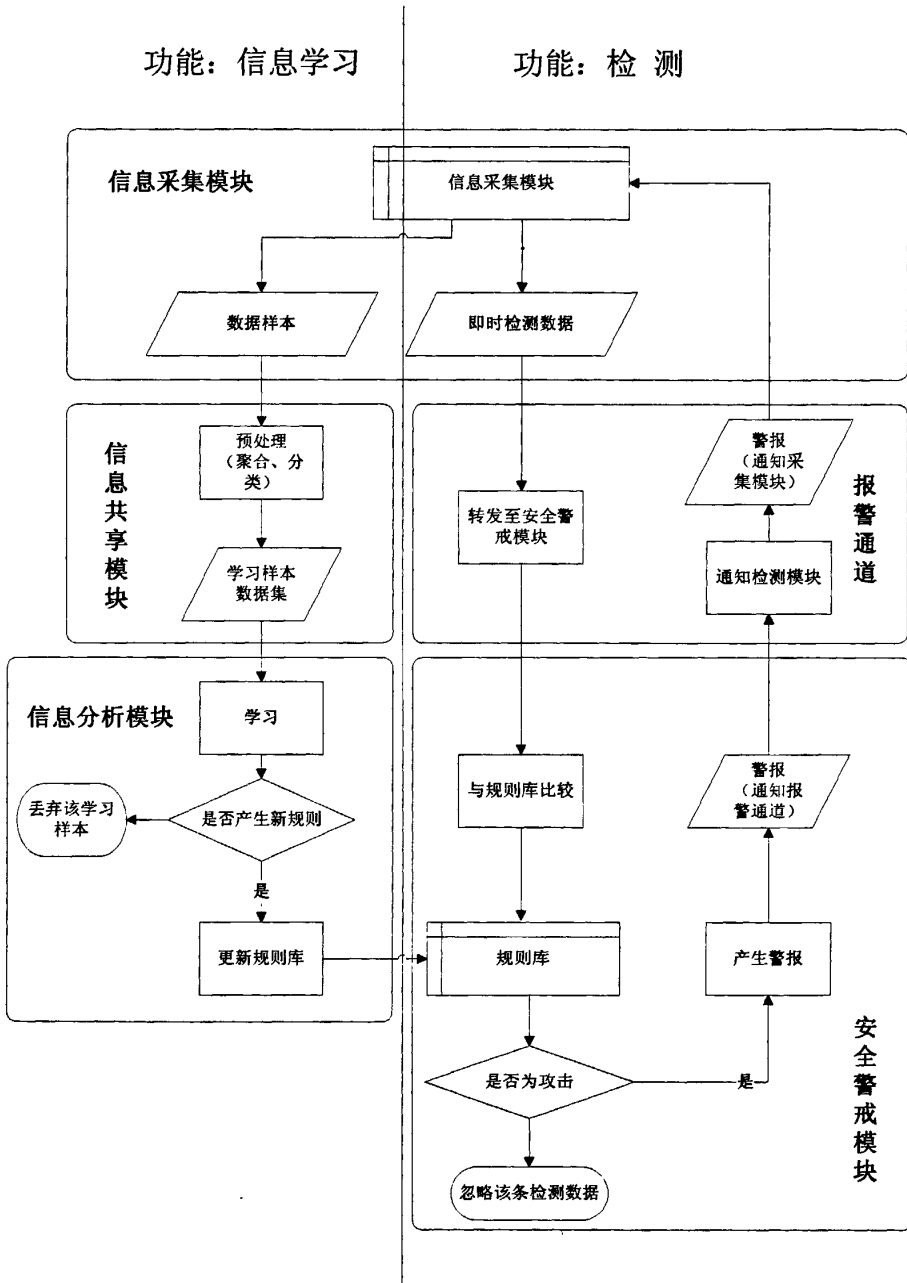 功能：信息学习
功能：检 测
信息采集模块
信息采集模块
数据样本
即时检测数据
信息共享模块
预处理
（聚合、分
类）
学习样本
数据集
转发至安全警
戒模块
警报
（通知采
集模块）
通知检测模块
报警通道
信息分析模块
学习
是否产生新规则
丢弃该学习
样本
是
更新规则库
与规则库比较
警报
（通知报
警通道）
规则库
产生警报
是否为攻击
是
忽略该条检测数据
安全警戒模块